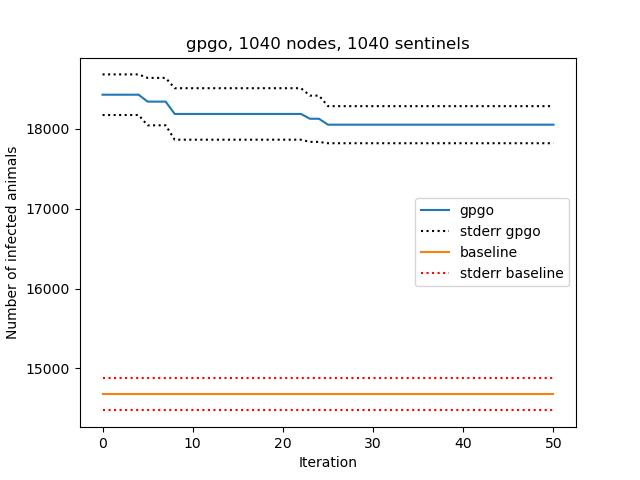 gpgo, 1040 nodes, 1040 sentinels
Number of infected animals
18000
17000
16000
15000
gpgo
stderr gpgo
baseline
stderr baseline
0 10 20 30 40 50
Iteration